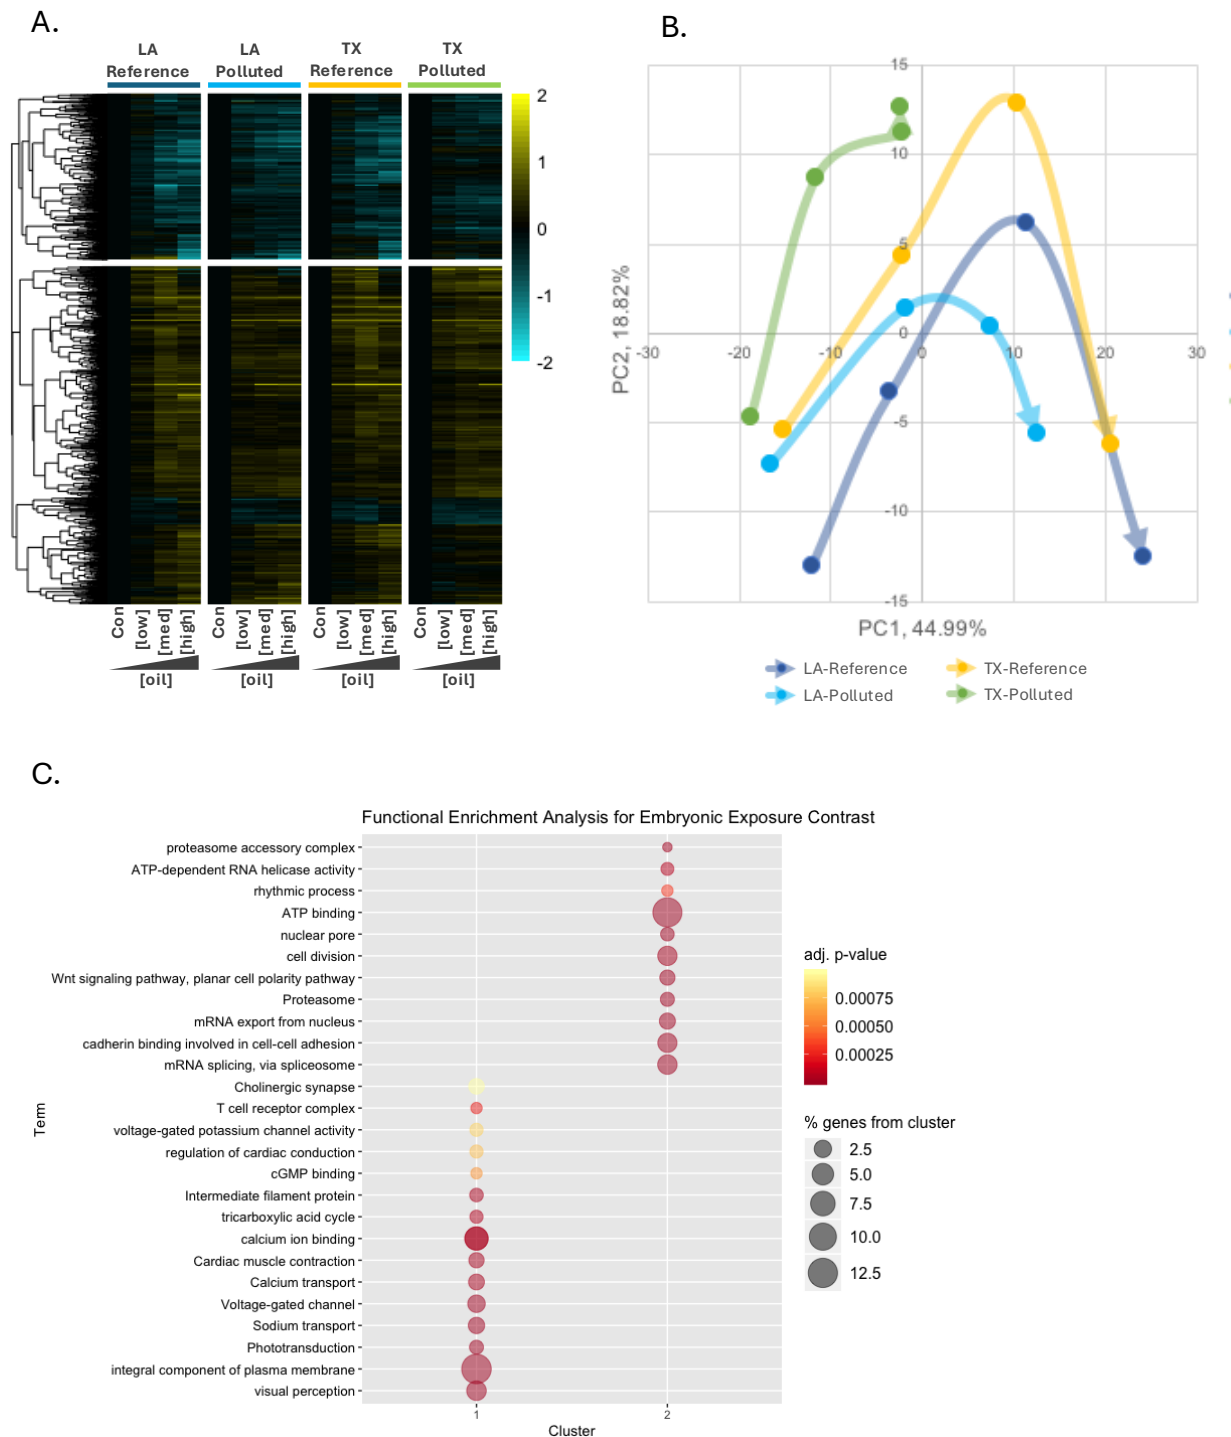 A.
LA
Reference
LA
Polluted
TX
Reference
TX
Polluted
2
1
0
-1
-2
Con
[low]
[med]
[high]
Con
[low]
[med]
[high]
Con
[low]
[med]
[high]
Con
[low]
[med]
[high]
[oil]
[oil]
[oil]
[oil]
B.
15
10
5
0
-5
-10
-15
-30
-20
-10
0
10
20
30
PC2, 18.82%
PC1, 44.99%
LA-Reference
TX-Reference
LA-Polluted
TX-Polluted
C.
Functional Enrichment Analysis for Embryonic Exposure Contrast
Term
proteasome accessory complex
ATP-dependent RNA helicase activity
rhythmic process
ATP binding
nuclear pore
cell division
Wnt signaling pathway, planar cell polarity pathway
Proteasome
mRNA export from nucleus
cadherin binding involved in cell-cell adhesion
mRNA splicing, via spliceosome
Cholinergic synapse
T cell receptor complex
voltage-gated potassium channel activity
regulation of cardiac conduction
cGMP binding
Intermediate filament protein
tricarboxylic acid cycle
calcium ion binding
Cardiac muscle contraction
Calcium transport
Voltage-gated channel
Sodium transport
Phototransduction
integral component of plasma membrane
visual perception
1
2
Cluster
adj. p-value
0.00075
0.00050
0.00025
% genes from cluster
2.5
5.0
7.5
10.0
12.5